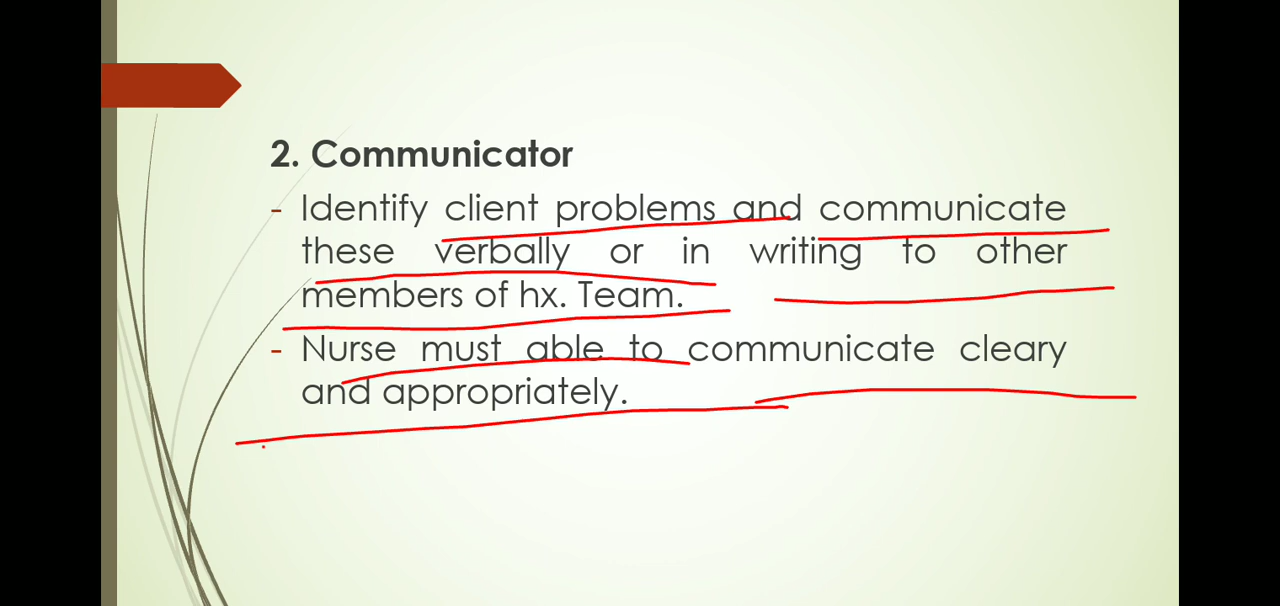 2. Communicator
- Identify client problems and communicate
these verbally or in writing to other
members of hx. Team.
- Nurse must able to communicate cleary
and appropriately.